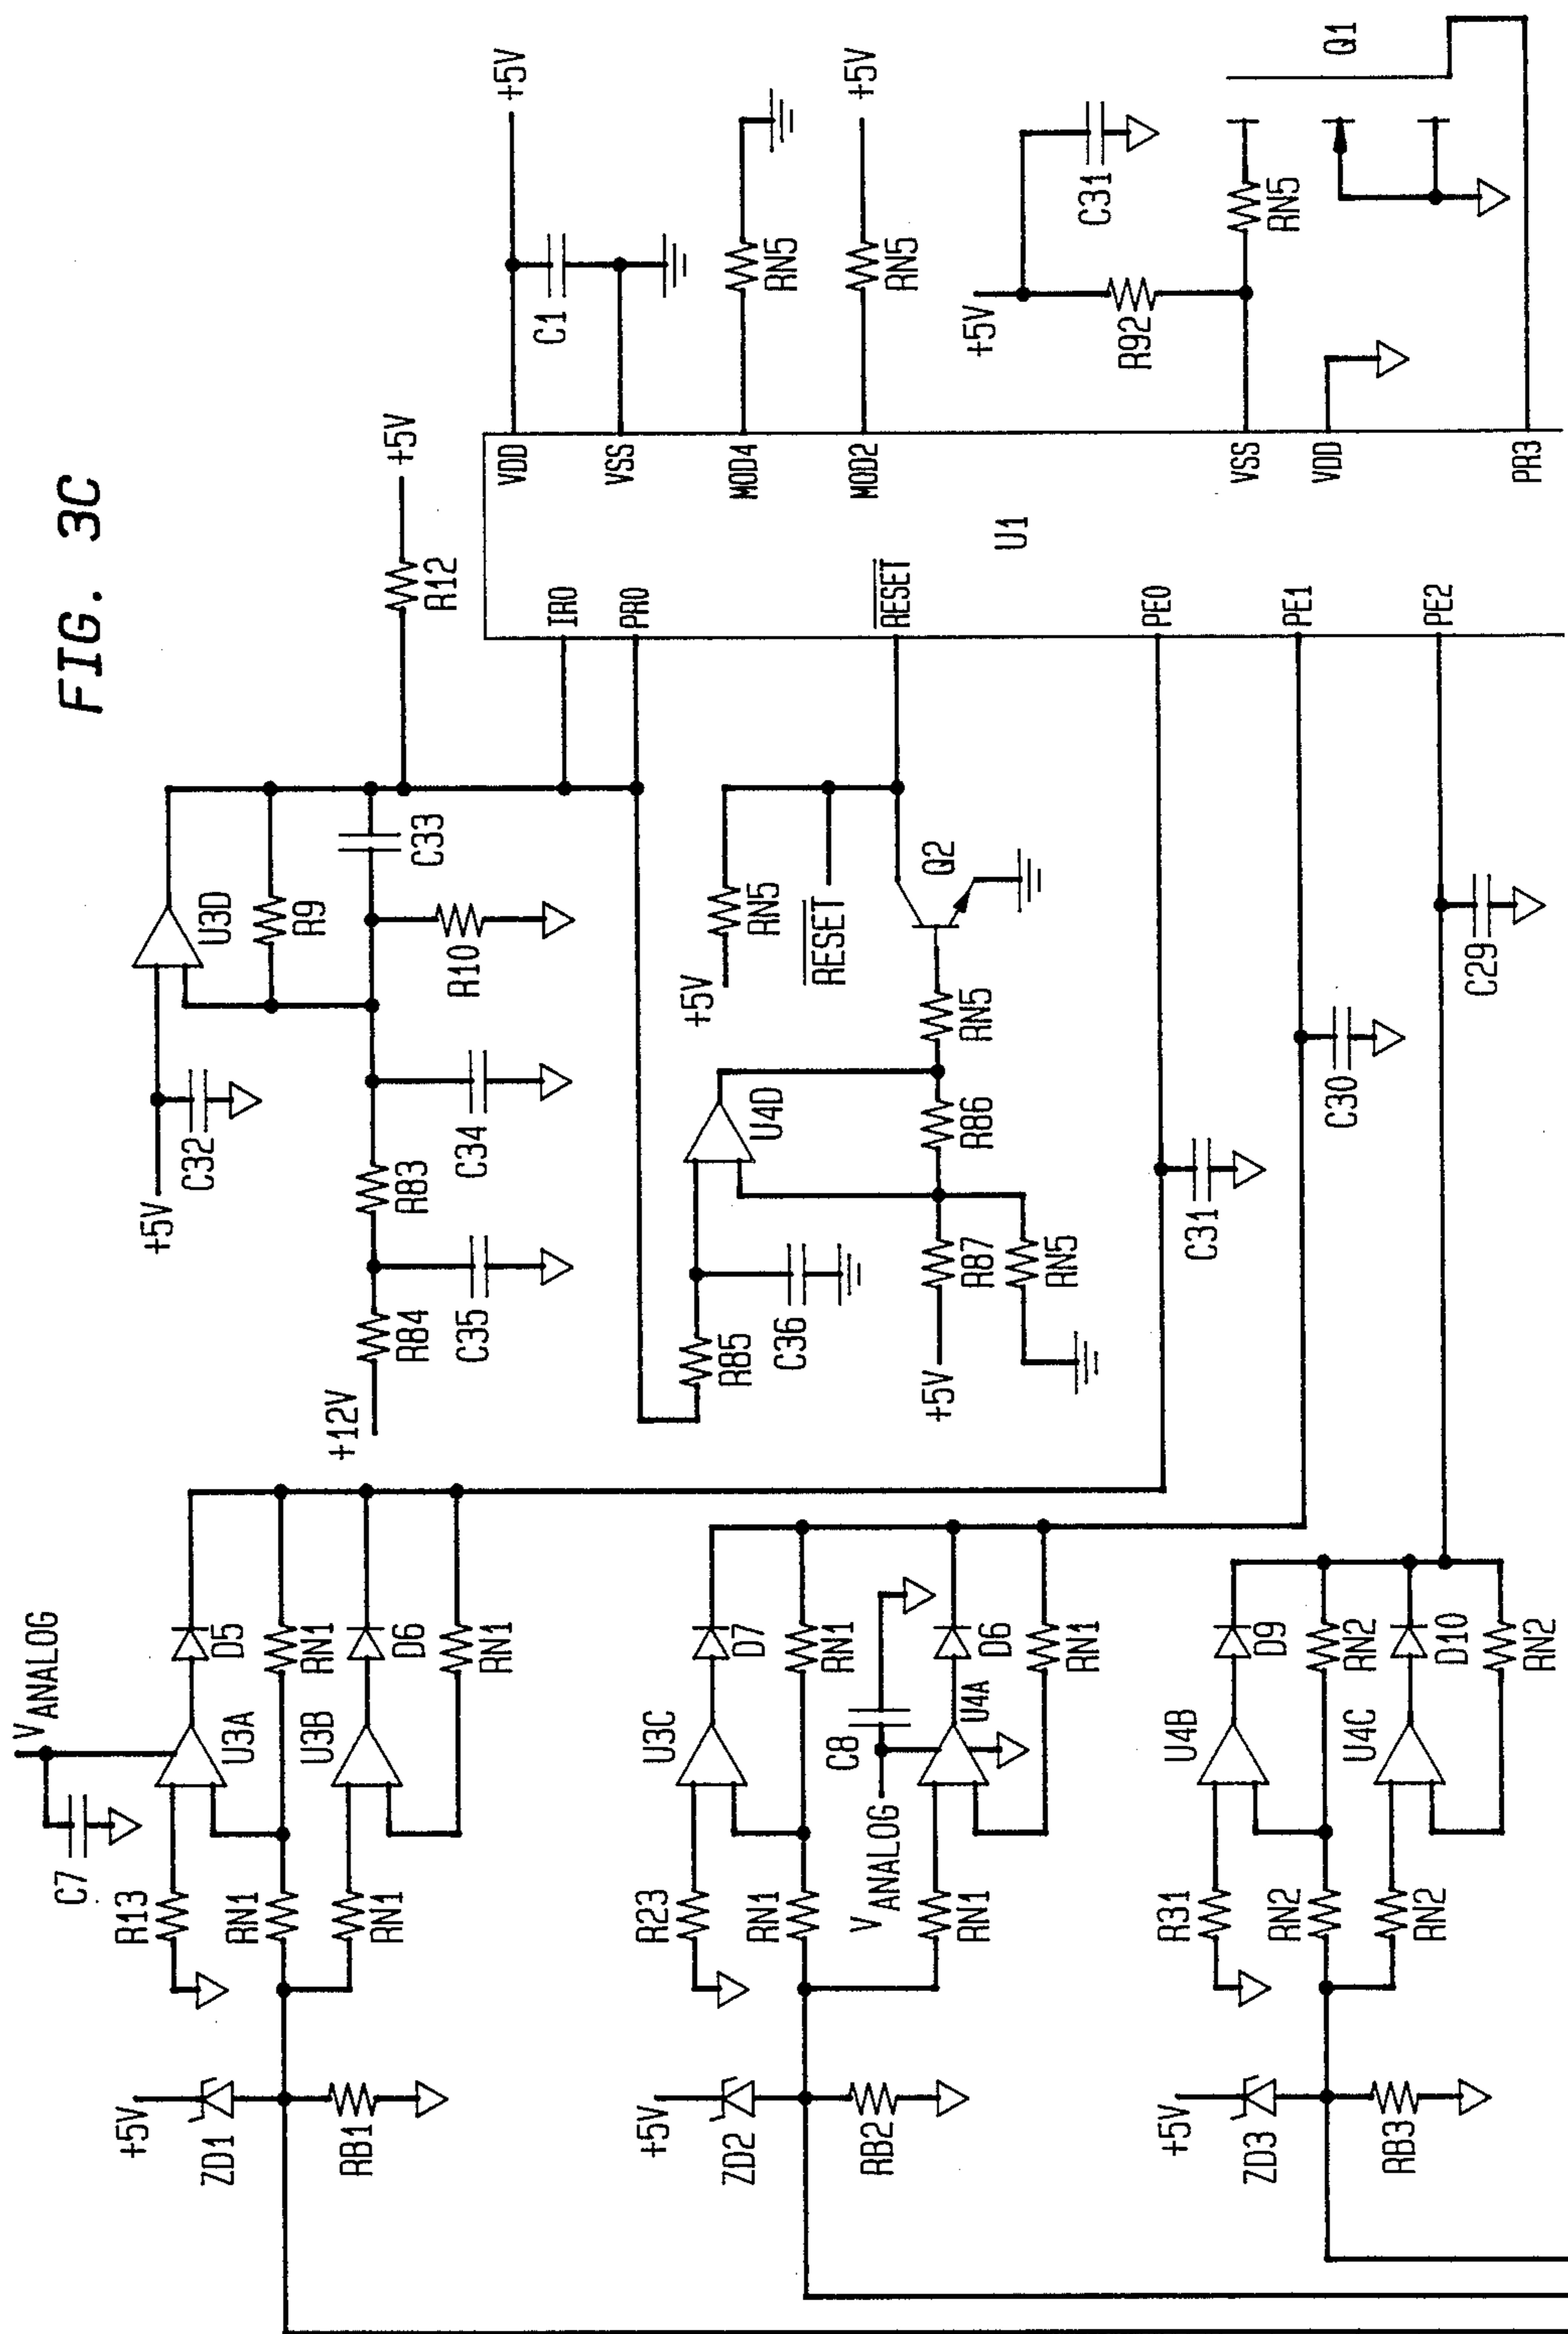 FIG. 3C
VANALOG
C7
R13
U3A
D5
+5V
ZD1
RN1
RN1
U3B
D6
RB1
RN1
RN1
+5V
C32
U3D
R9
C33
R12
+5V
+12V
R84
R83
C35
C34
R10
VDD
+5V
C1
VSS
IRO
PRO
MOD4
RN5
MOD2
RN5
+5V
R23
U3C
D7
+5V
ZD2
RN1
RN1
C8
VANALOG
U4A
D6
RB2
RN1
RN1
R85
C36
U4D
+5V
R87
R86
RN5
RN5
+5V
RN5
RESET
Q2
RESET
U1
+5V
C31
R92
VSS
RN5
Q1
VDD
PR3
PE0
C31
PE1
C30
PE2
C29
R31
U4B
D9
+5V
ZD3
RN2
RN2
U4C
D10
RB3
RN2
RN2